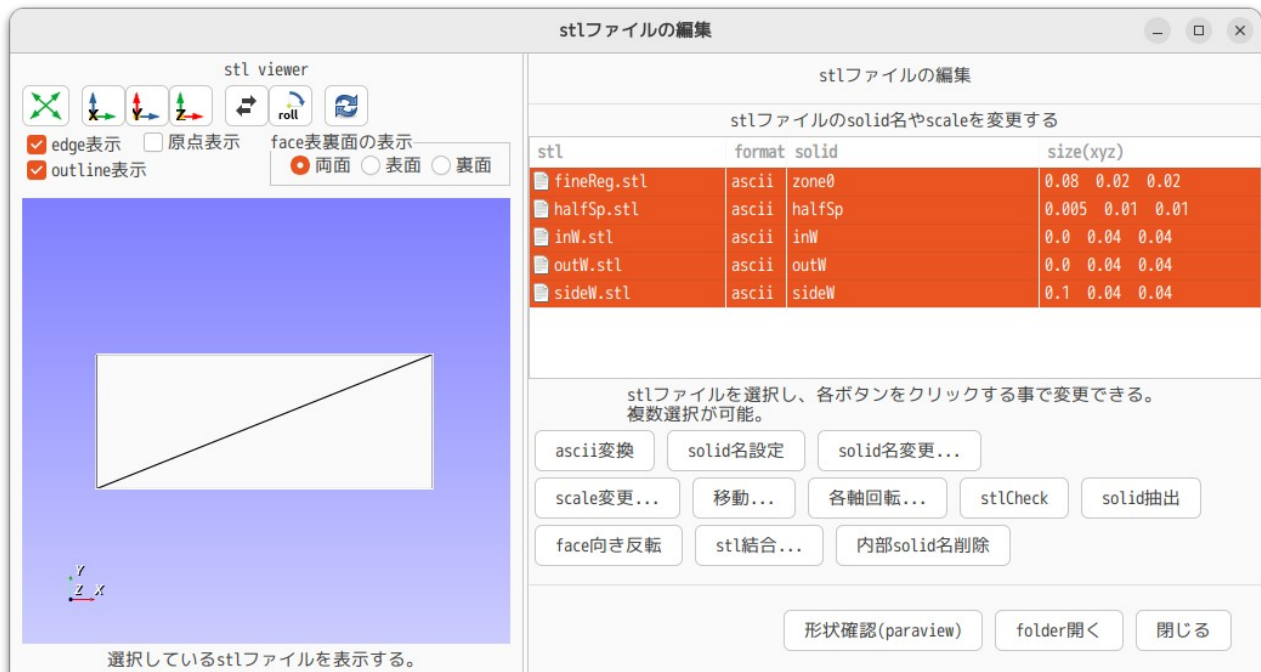 stlファイルの編集
stl viewer
X Y Z roll
edge表示 原点表示 face表裏面の表示
outline表示 両面 表面 裏面
Y
Z X
選択しているstlファイルを表示する。
stlファイルの編集
stlファイルのsolid名やscaleを変更する
stl format solid size(xyz)
fineReg.stl ascii zone0 0.08 0.02 0.02
halfSp.stl ascii halfSp 0.005 0.01 0.01
inW.stl ascii inW 0.0 0.04 0.04
outW.stl ascii outW 0.0 0.04 0.04
sideW.stl ascii sideW 0.1 0.04 0.04
stlファイルを選択し、各ボタンをクリックする事で変更できる。
複数選択が可能。
ascii変換 solid名設定 solid名変更...
scale変更... 移動... 各軸回転... stlCheck solid抽出
face向き反転 stl結合... 内部solid名削除
形状確認(paraview) folder開く 閉じる